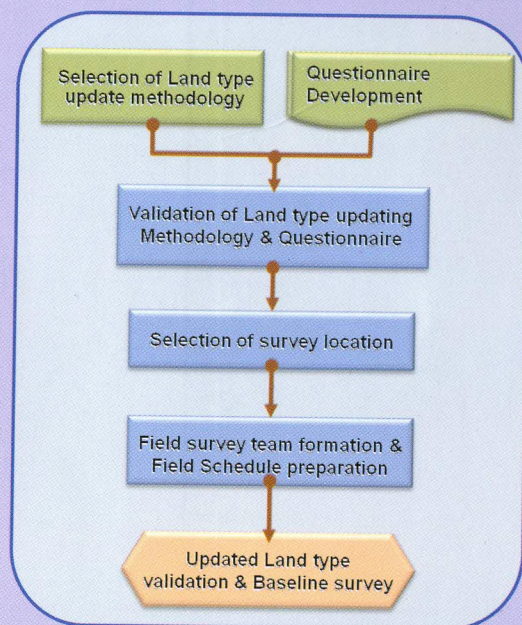 Selection of Land type
update methodology
Questionnaire
Development
Validation of Land type updating
Methodology & Questionnaire
Selection of survey location
Field survey team formation &
Field Schedule preparation
Updated Land type
validation & Baseline survey